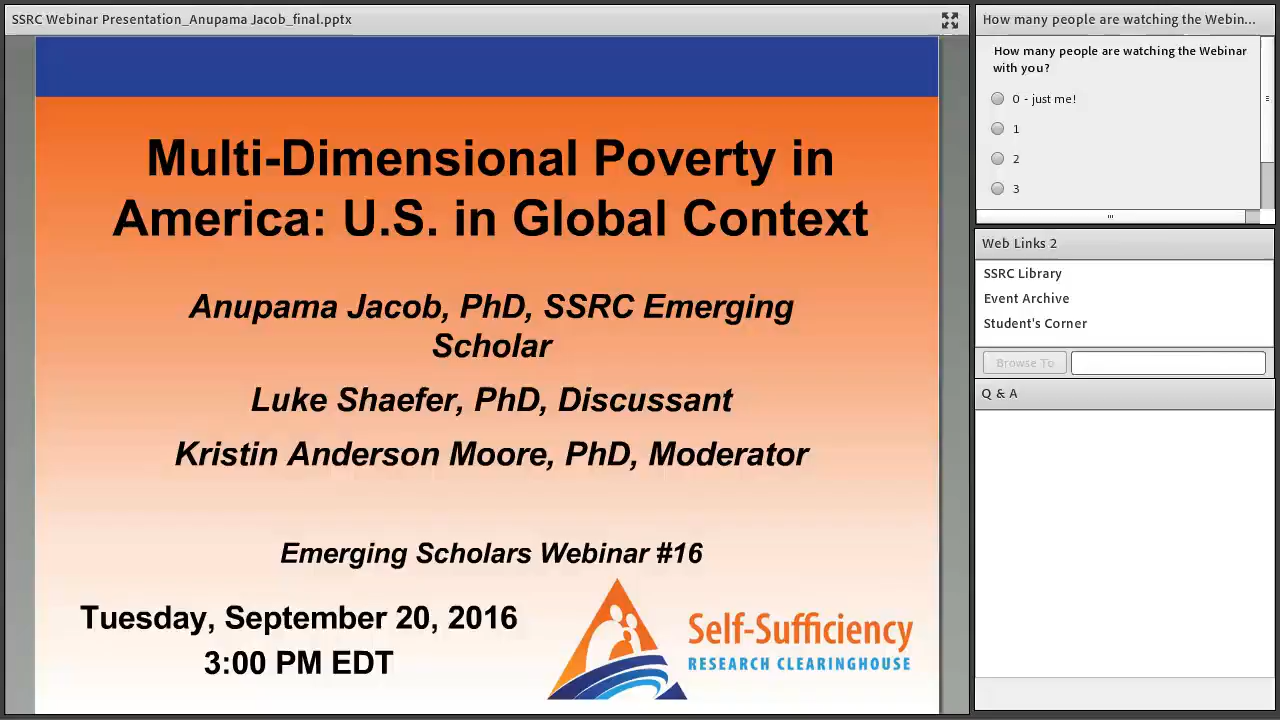 SSRC Webinar Presentation_Anupama Jacob_final.pptx
Multi-Dimensional Poverty in
America: U.S. in Global Context
Anupama Jacob, PhD, SSRC Emerging
Scholar
Luke Shaefer, PhD, Discussant
Kristin Anderson Moore, PhD, Moderator
Emerging Scholars Webinar #16
Tuesday, September 20, 2016
3:00 PM EDT
Self-Sufficiency
RESEARCH CLEARINGHOUSE
How many people are watching the Webin...
How many people are watching the Webinar
with you?
0 - just me!
1
2
3
Web Links 2
SSRC Library
Event Archive
Student's Corner
Browse To
Q & A